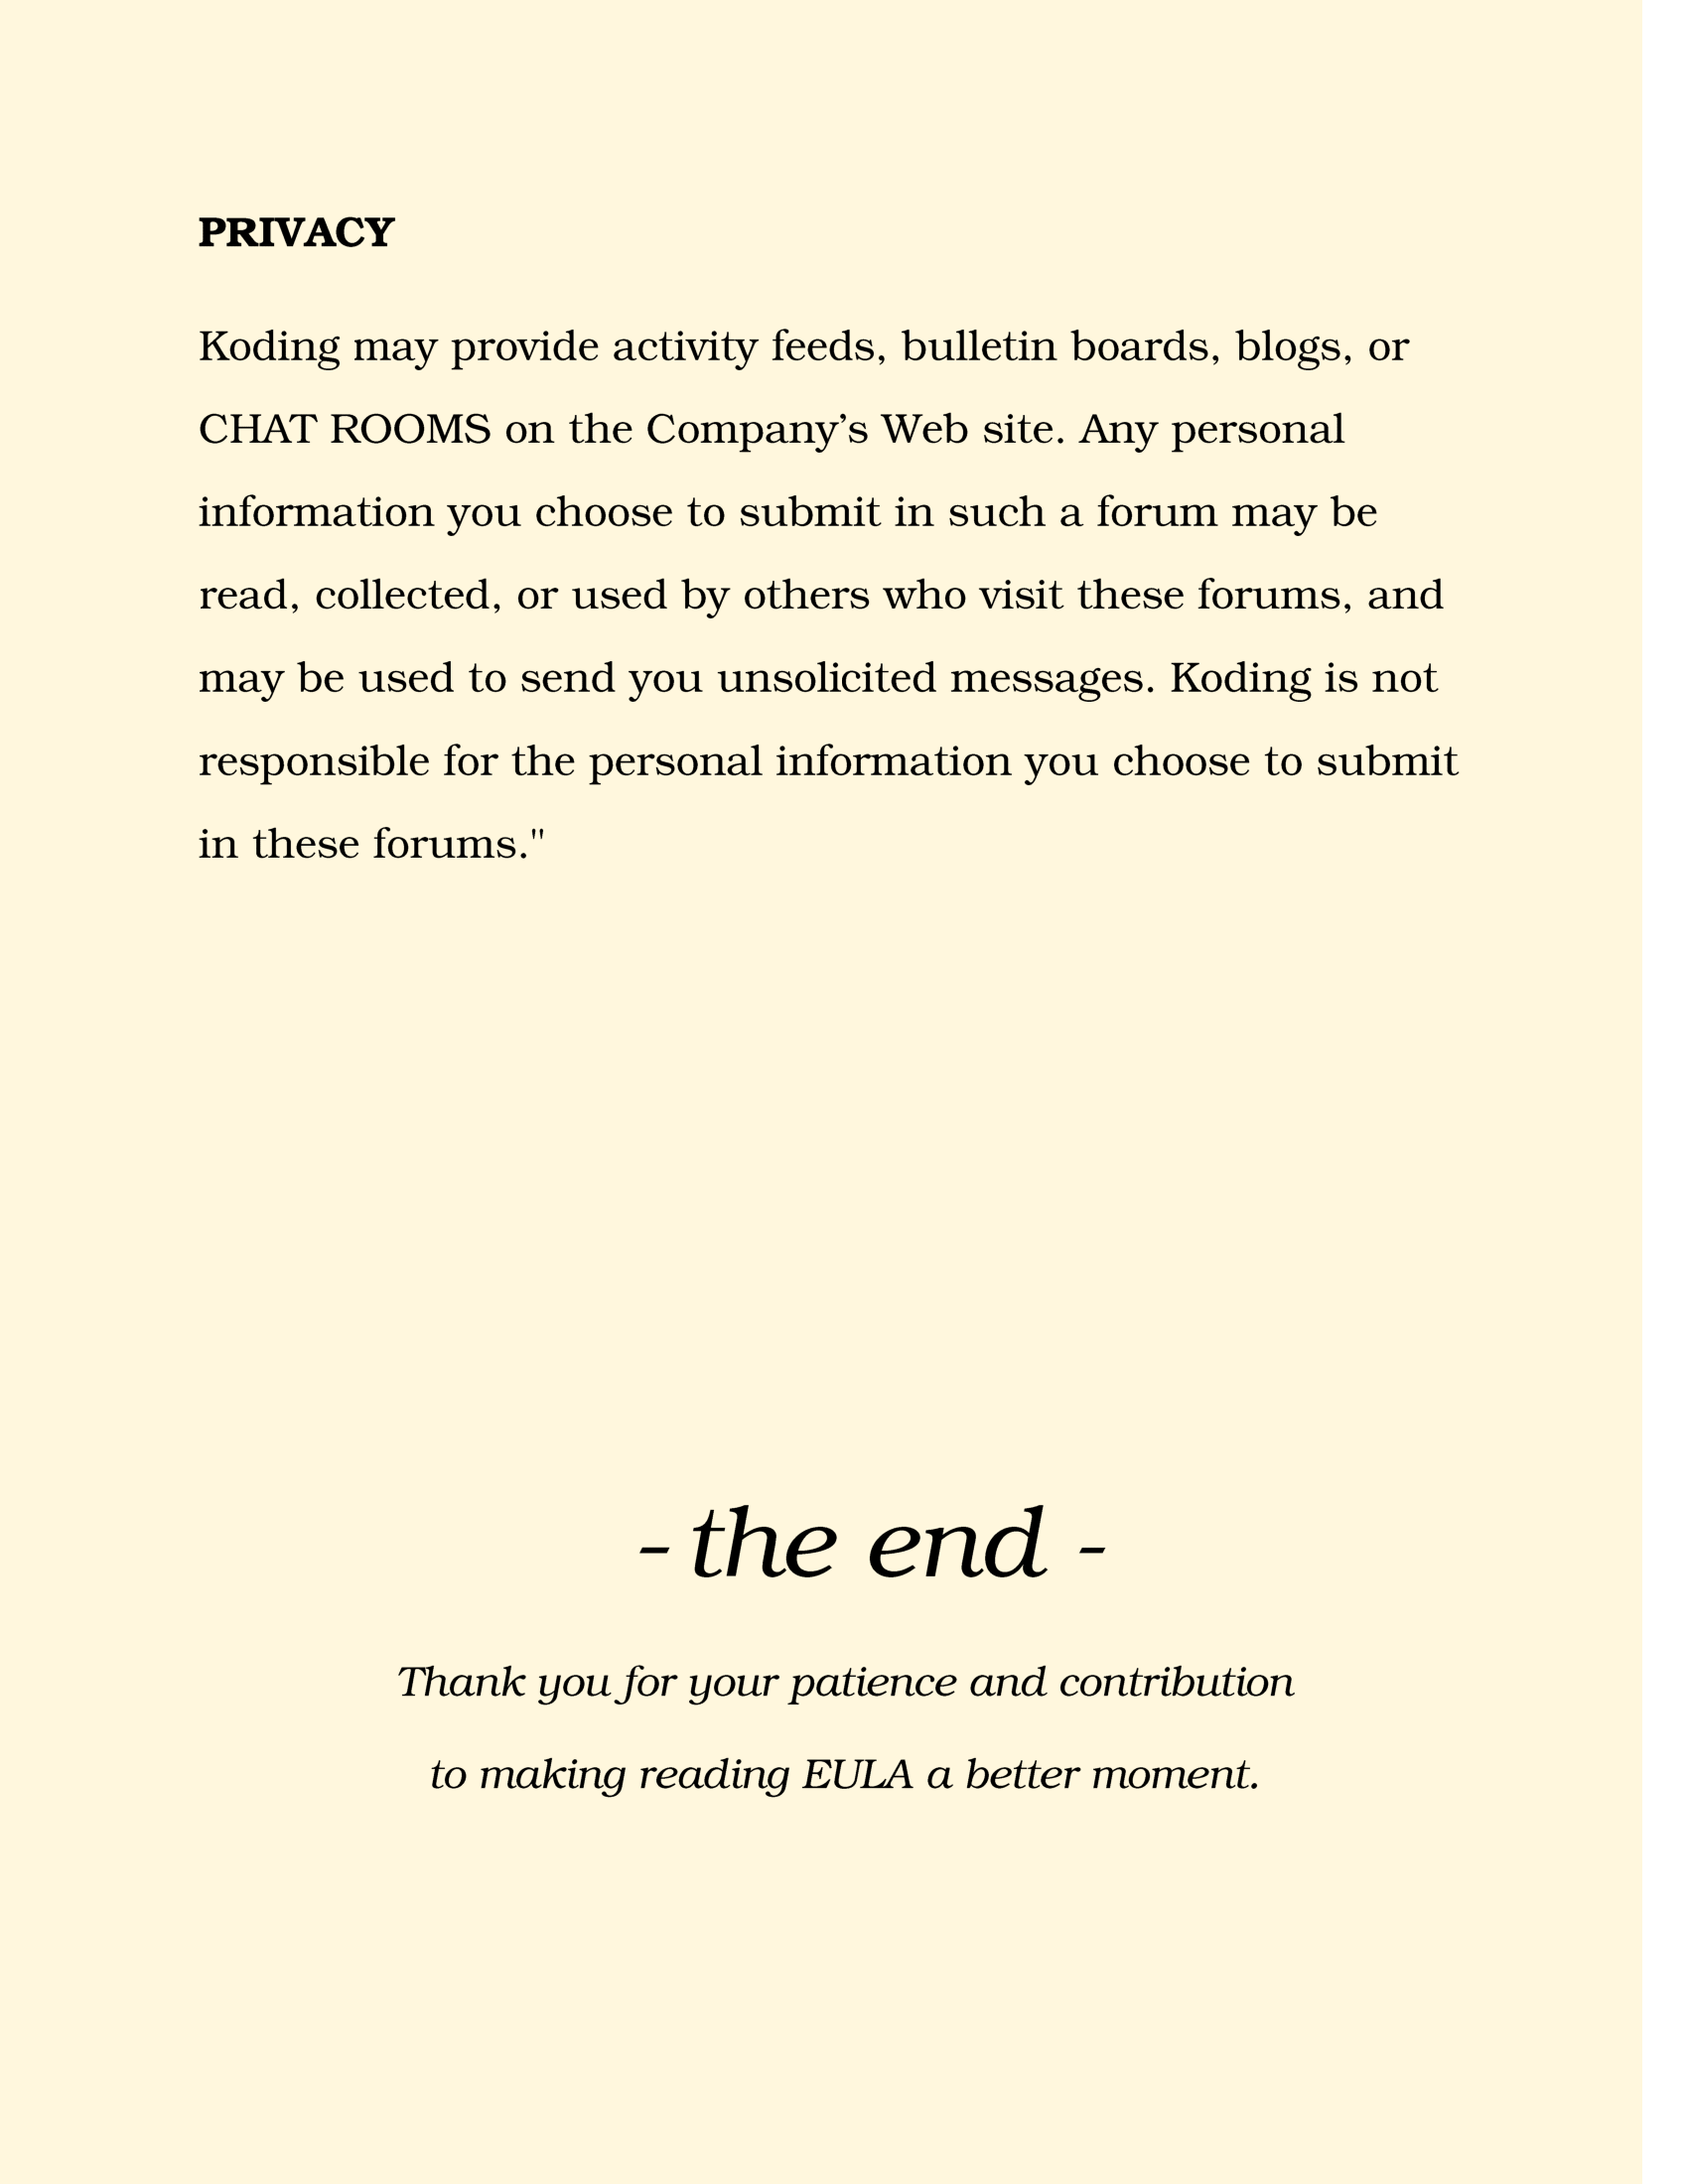 PRIVACY
Koding may provide activity feeds, bulletin boards, blogs, or
CHAT ROOMS on the Company’s Web site. Any personal
information you choose to submit in such a forum may be
read, collected, or used by others who visit these forums, and
may be used to send you unsolicited messages. Koding is not
responsible for the personal information you choose to submit
in these forums."
- the end -
Thank you for your patience and contribution
to making reading EULA a better moment.